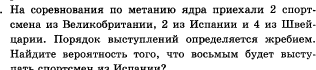 На соревнования по метанию ядра приехали 2 спорт-
смена из Великобритании, 2 из Испании и 4 из Швей-
царии. Порядок выступлений определяется жребием.
Найдите вероятность того, что восьмым будет высту-
пать спортсмен из Испании?